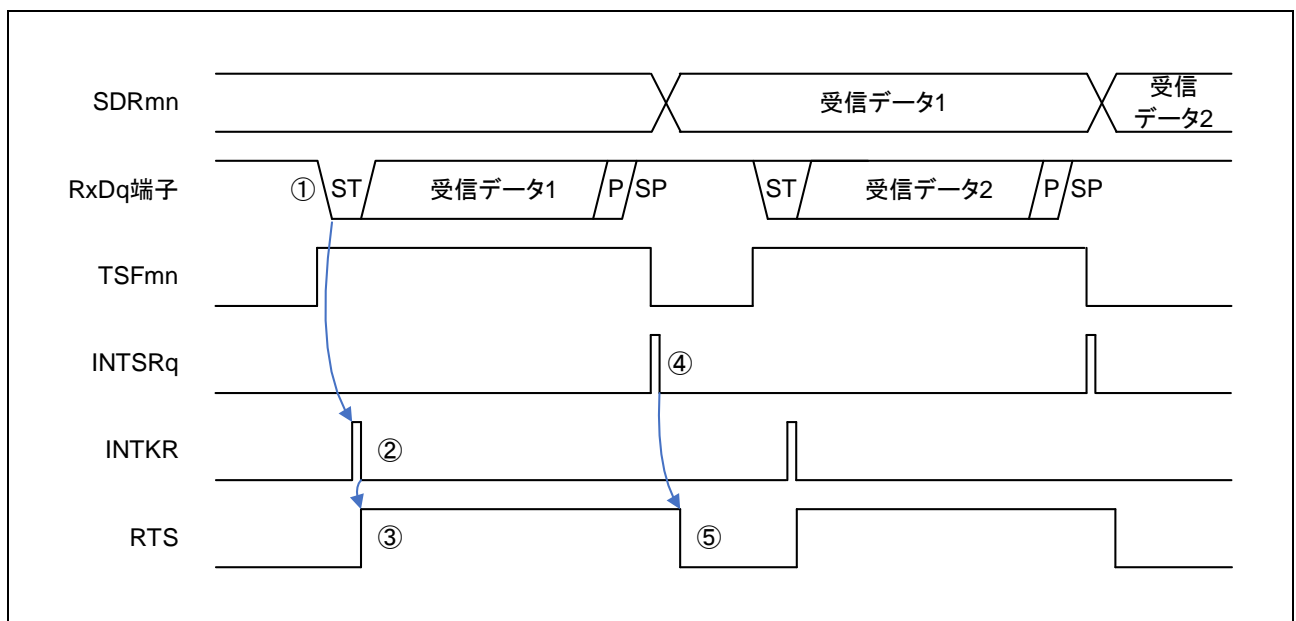 SDRmn
受信データ1
受信
データ2
RxDq端子
① ST 受信データ1 P SP ST 受信データ2 P SP
TSFmn
INTSRq
④
INTKR
②
RTS
③
⑤